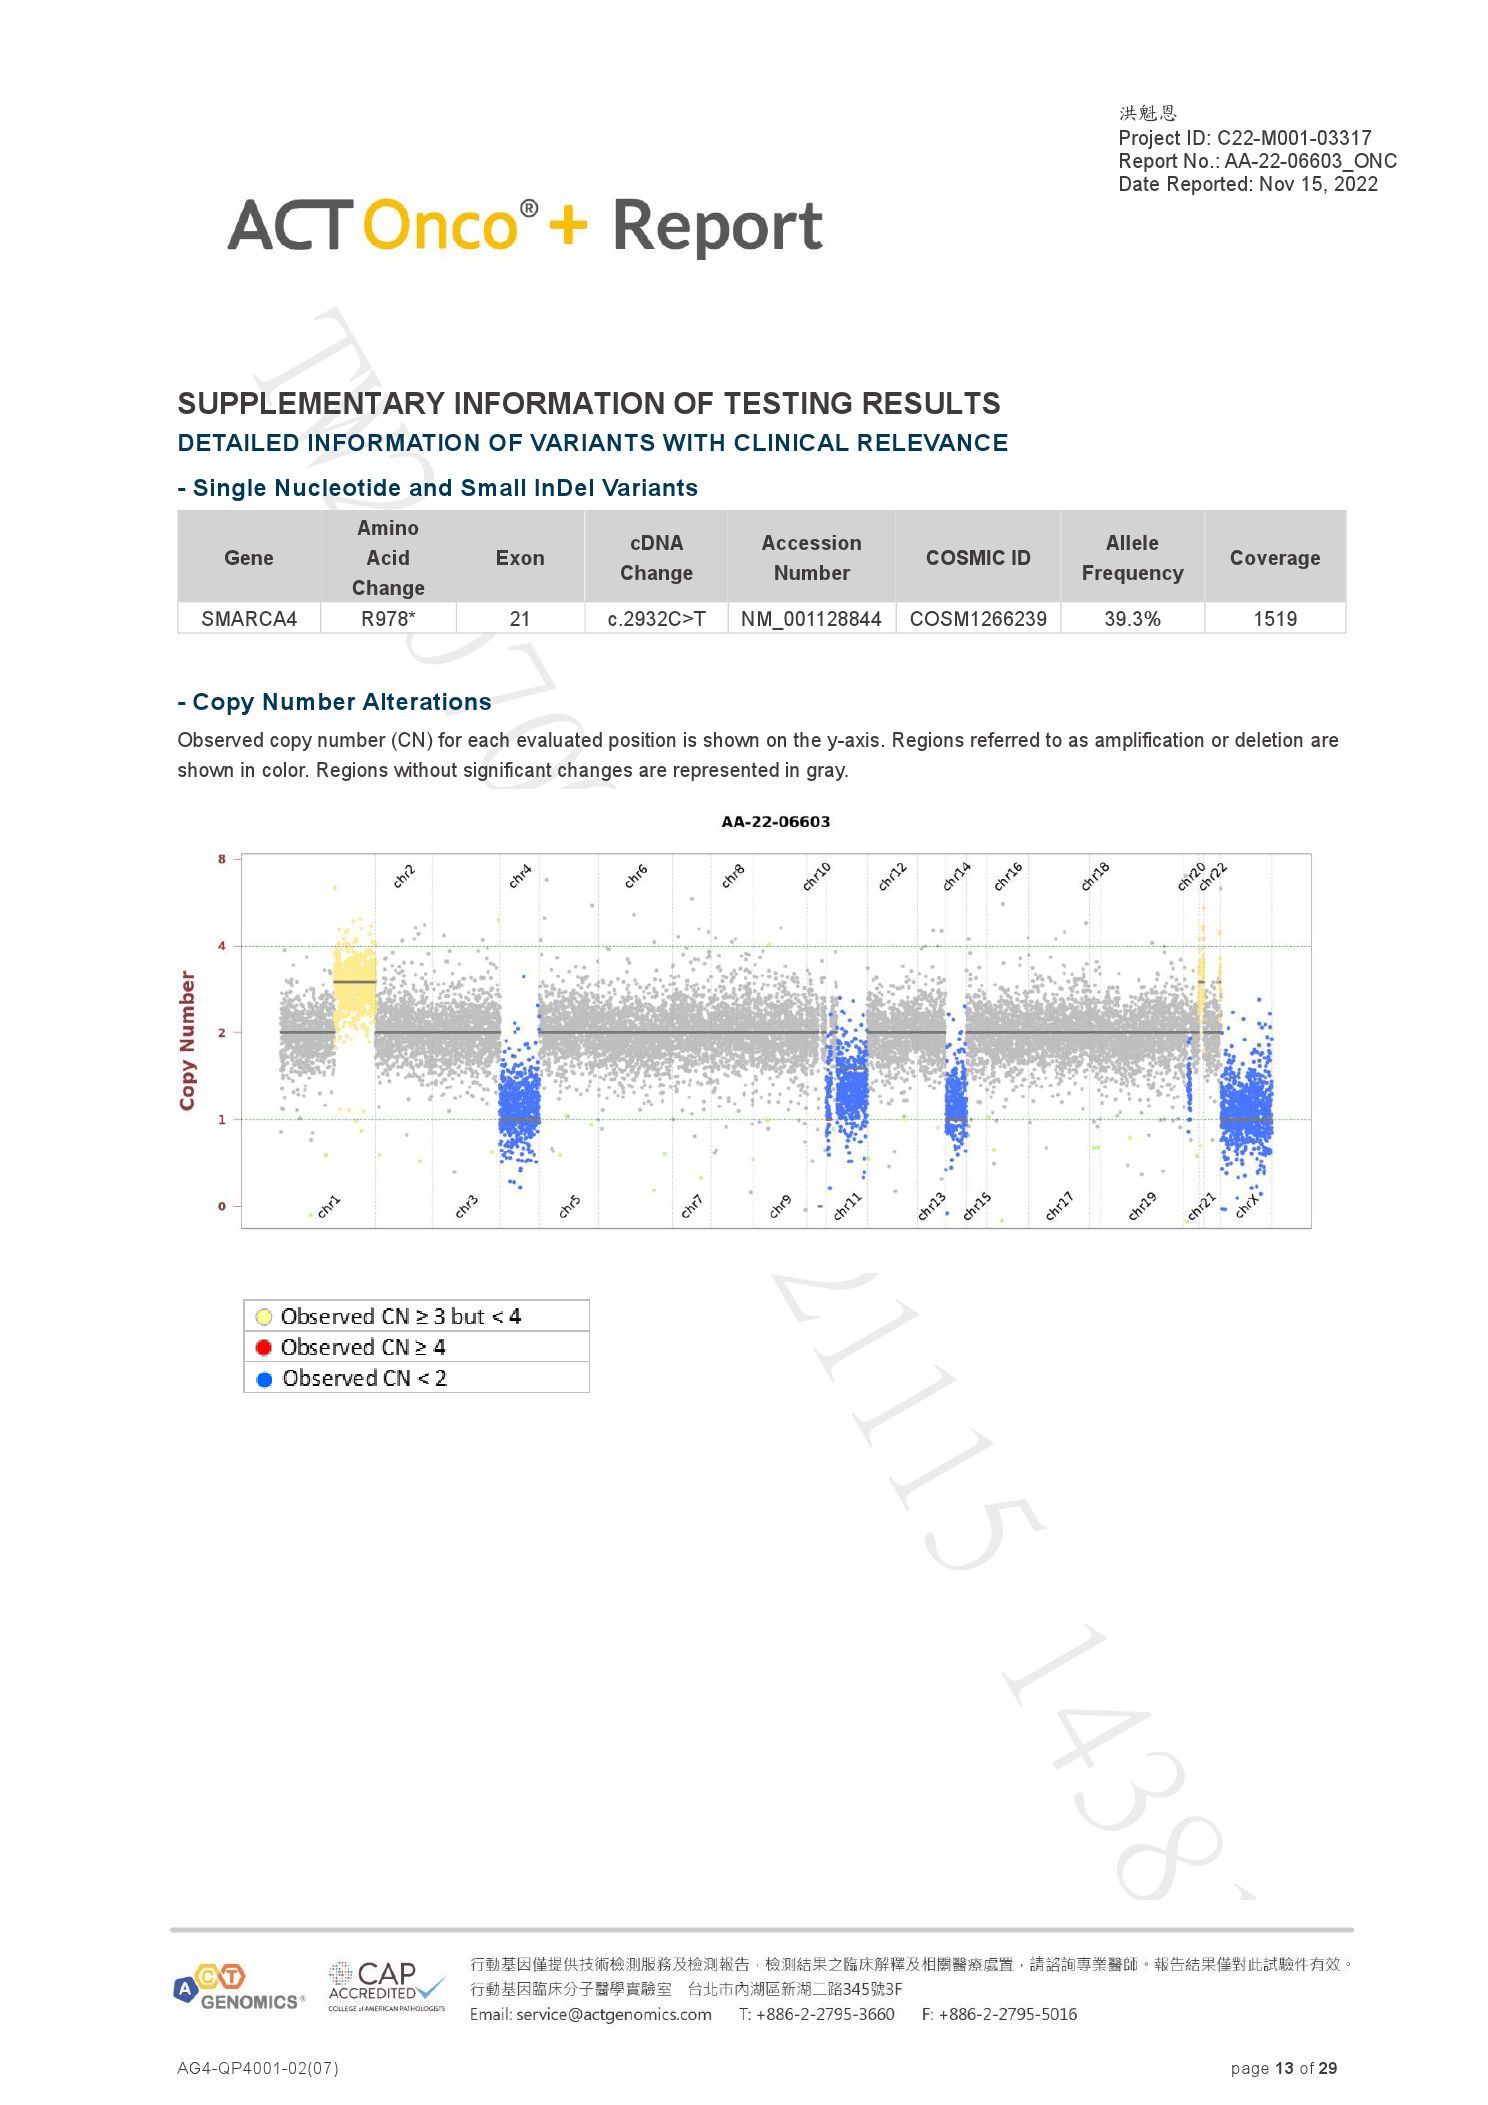 洪魁恩
Project ID: C22-M001-03317
Report No.: AA-22-06603_ONC
Date Reported: Nov 15, 2022
ACT Onco®+ Report
SUPPLEMENTARY INFORMATION OF TESTING RESULTS
DETAILED INFORMATION OF VARIANTS WITH CLINICAL RELEVANCE
- Single Nucleotide and Small InDel Variants
Gene Amino Acid Change Exon cDNA Change Accession Number COSMIC ID Allele Frequency Coverage
SMARCA4 R978* 21 c.2932C>T NM_001128844 COSM1266239 39.3% 1519
- Copy Number Alterations
Observed copy number (CN) for each evaluated position is shown on the y-axis. Regions referred to as amplification or deletion are
shown in color. Regions without significant changes are represented in gray.
AA-22-06603
8
chr2 chr4 chr6 chr8 chr10 chr12 chr14 chr16 chr18 chr20 chr22
4
Copy Number
2
1
0
chr1 chr3 chr5 chr7 chr9 chr11 chr13 chr15 chr17 chr19 chr21 chrX
Observed CN ≥ 3 but < 4
Observed CN ≥ 4
Observed CN < 2
21115 1438
ACT
GENOMICS®
CAP
ACCREDITED
COLLEGE of AMERICAN PATHOLOGISTS
行動基因僅提供技術檢測服務及檢測報告，檢測結果之臨床解釋及相關醫療處置，請諮詢專業醫師。報告結果僅對此試驗件有效。
行動基因臨床分子醫學實驗室 台北市內湖區新湖二路345號3F
Email: service@actgenomics.com T: +886-2-2795-3660 F: +886-2-2795-5016
AG4-QP4001-02(07)
page 13 of 29